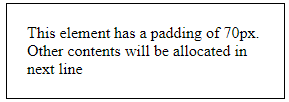 This element has a padding of 70px.
Other contents will be allocated in
next line